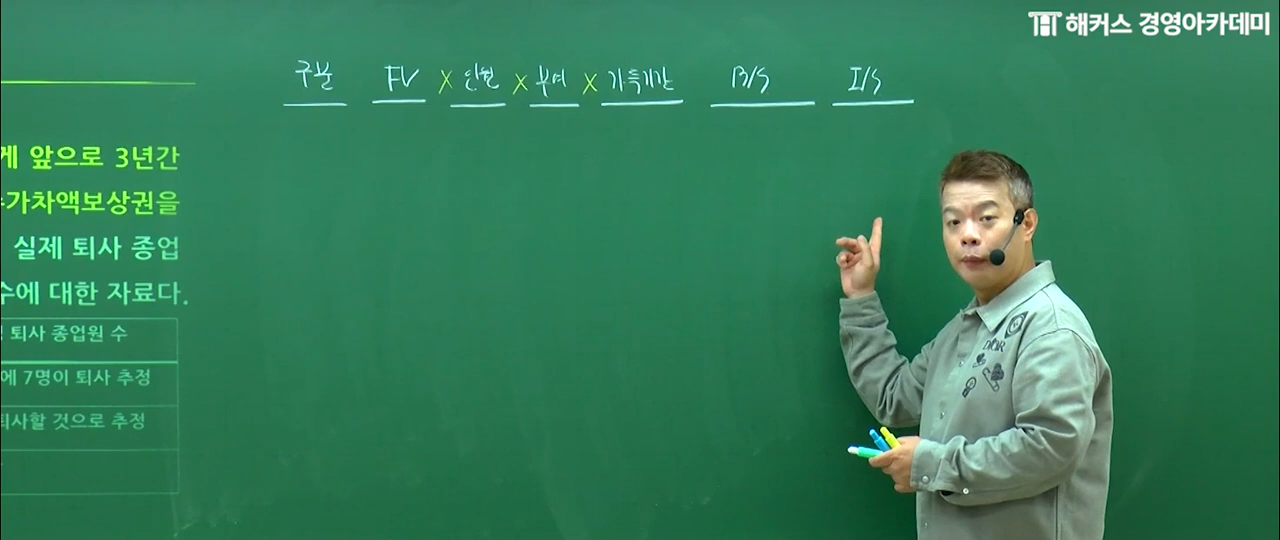 해커스 경영아카데미
구분 FV × 인원 × 부여 × 가득기간 B/S I/S
게 앞으로 3년간
가차액보상권을
실제 퇴사 종업
수에 대한 자료다.
퇴사 종업원 수
에 7명이 퇴사 추정
퇴사할 것으로 추정
DIOR